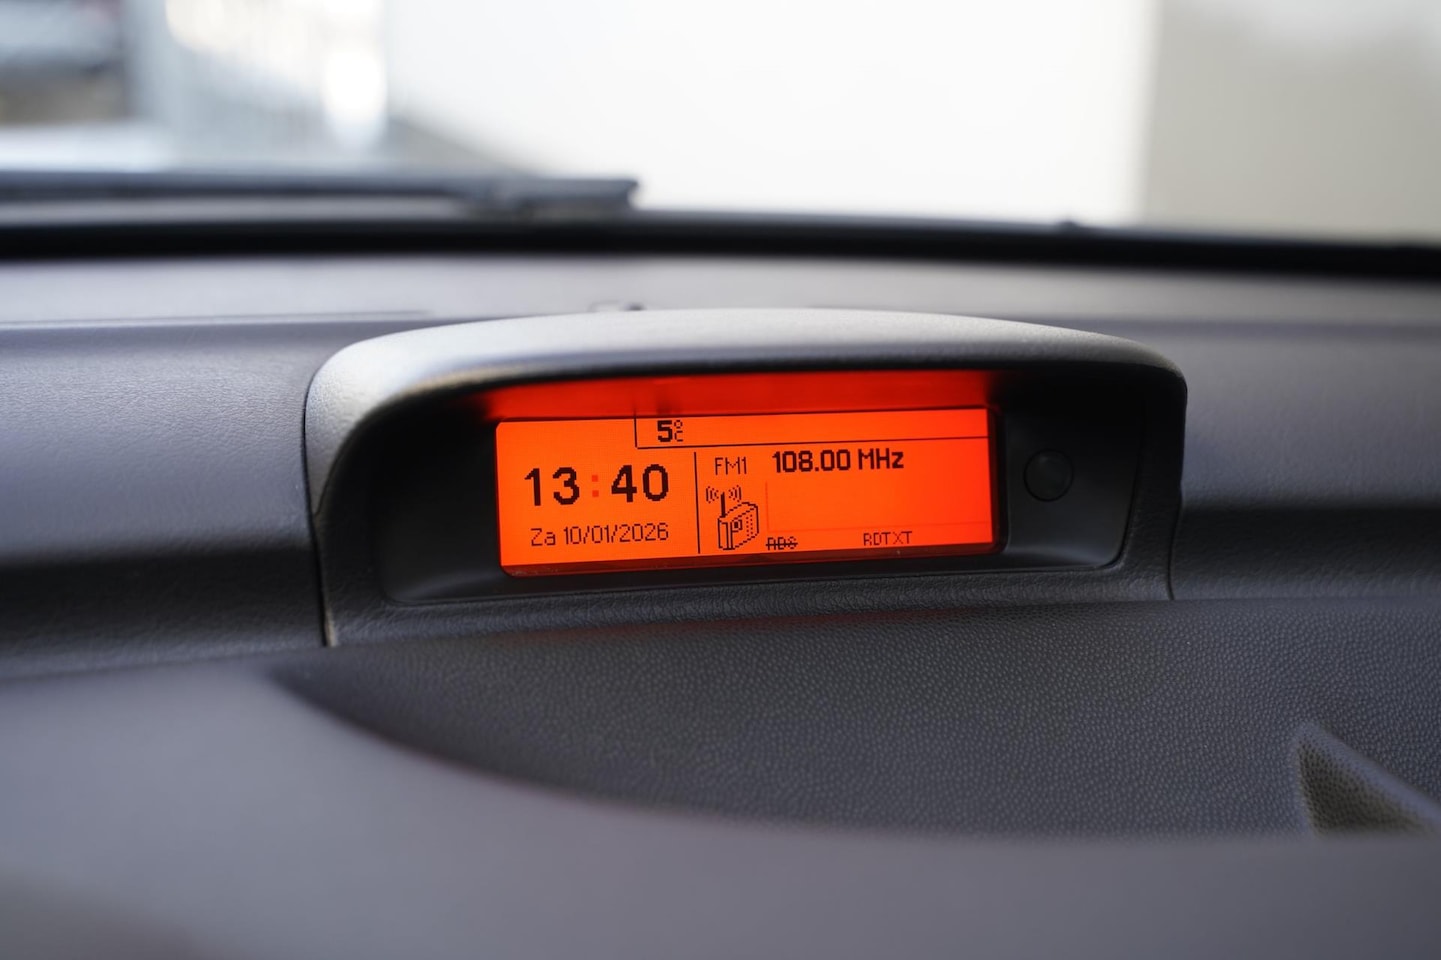 5°C
13:40
Za 10/01/2026
FM1 108.00 MHz
RDS RDTXT